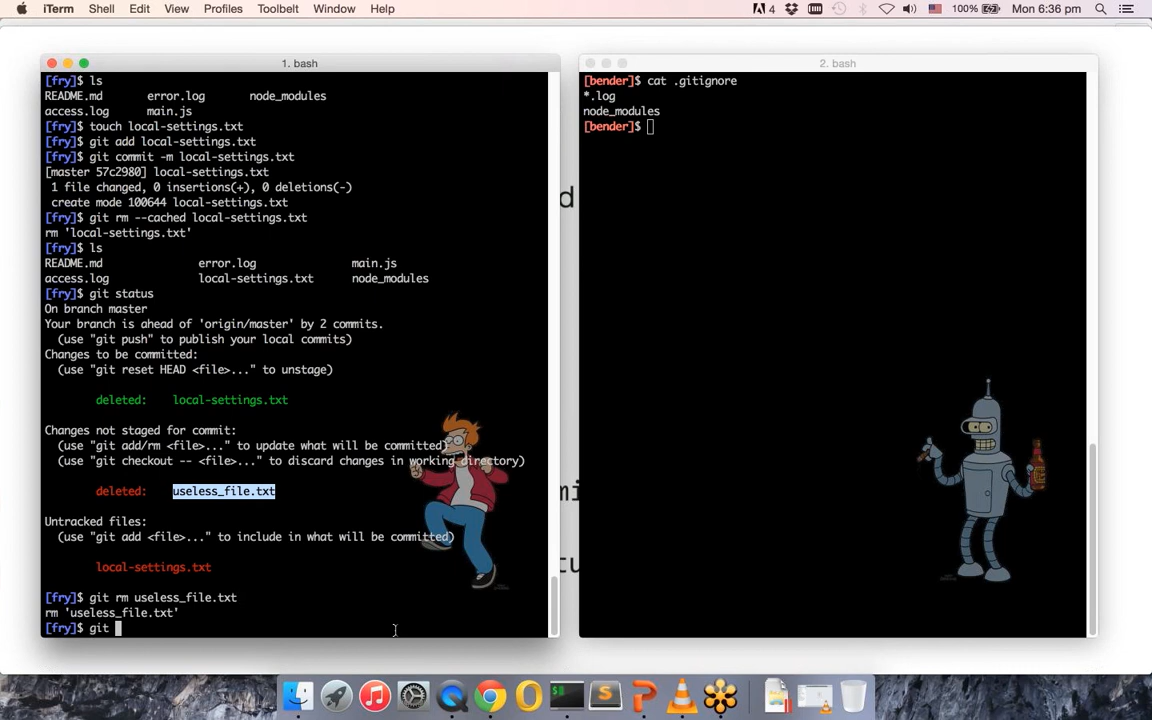 iTerm Shell Edit View Profiles Toolbelt Window Help
4 100% Mon 6:36 pm
1. bash
[fry]$ ls
README.md error.log node_modules
access.log main.js
[fry]$ touch local-settings.txt
[fry]$ git add local-settings.txt
[fry]$ git commit -m local-settings.txt
[master 57c2980] local-settings.txt
1 file changed, 0 insertions(+), 0 deletions(-)
create mode 100644 local-settings.txt
[fry]$ git rm --cached local-settings.txt
rm 'local-settings.txt'
[fry]$ ls
README.md error.log main.js
access.log local-settings.txt node_modules
[fry]$ git status
On branch master
Your branch is ahead of 'origin/master' by 2 commits.
(use "git push" to publish your local commits)
Changes to be committed:
(use "git reset HEAD <file>..." to unstage)
deleted: local-settings.txt
Changes not staged for commit:
(use "git add/rm <file>..." to update what will be committed)
(use "git checkout -- <file>..." to discard changes in working directory)
deleted: useless_file.txt
Untracked files:
(use "git add <file>..." to include in what will be committed)
local-settings.txt
[fry]$ git rm useless_file.txt
rm 'useless_file.txt'
[fry]$ git
2. bash
[bender]$ cat .gitignore
*.log
node_modules
[bender]$